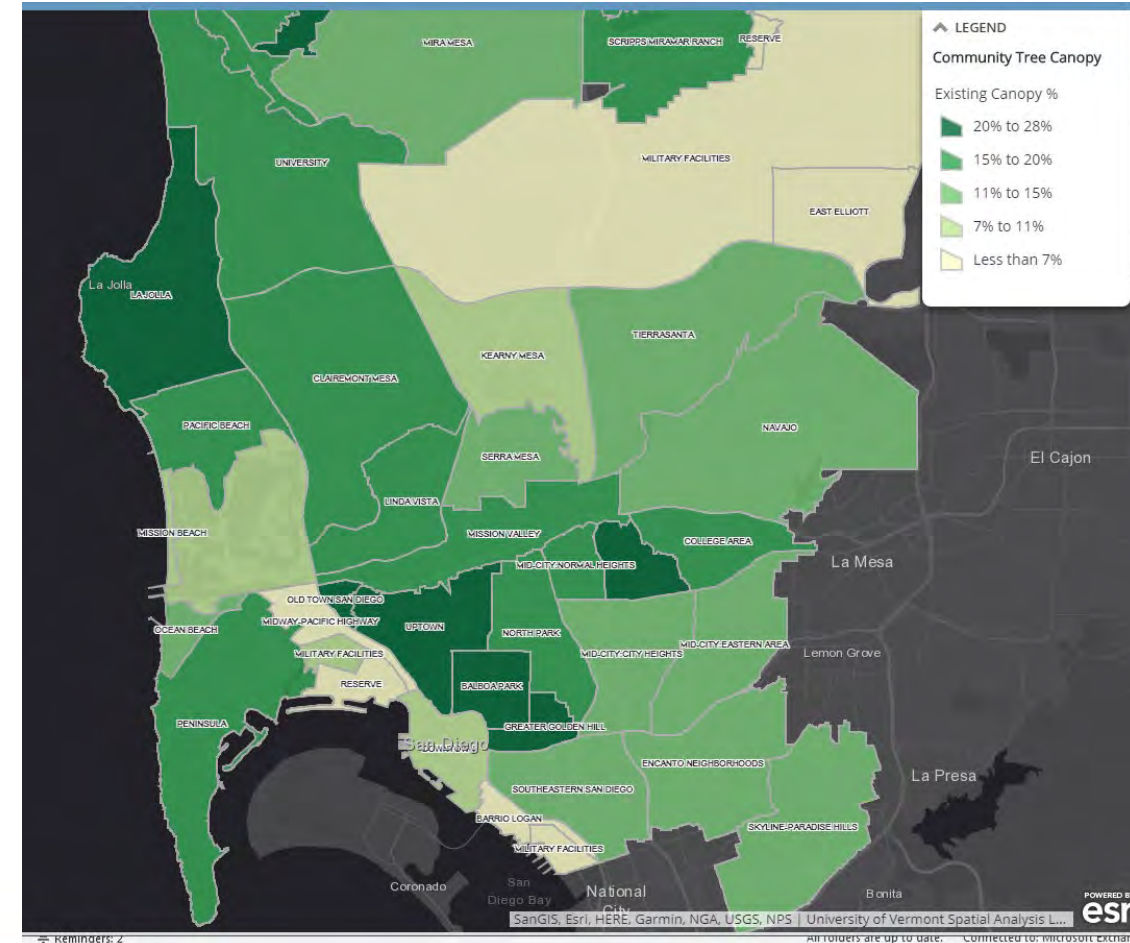 MIRA MESA
SCRIPPS MIRAMAR RANCH
RESERVE
LEGEND
Community Tree Canopy
Existing Canopy %
20% to 28%
15% to 20%
11% to 15%
7% to 11%
Less than 7%
UNIVERSITY
MILITARY FACILITIES
EAST ELLIOTT
La Jolla
LA JOLLA
TIERRASANTA
KEARNY MESA
CLAIREMONT MESA
PACIFIC BEACH
NAVAJO
SERRA MESA
El Cajon
LINDA VISTA
MISSION BEACH
MISSION VALLEY
COLLEGE AREA
La Mesa
MID-CITY:NORMAL HEIGHTS
OLD TOWN SAN DIEGO
MIDWAY-PACIFIC HIGHWAY
OCEAN BEACH
UPTOWN
NORTH PARK
MID-CITY:EASTERN AREA
MID-CITY:CITY HEIGHTS
Lemon Grove
MILITARY FACILITIES
RESERVE
BALBOA PARK
PENINSULA
GREATER GOLDEN HILL
San Diego
ENCANTO NEIGHBORHOODS
La Presa
SOUTHEASTERN SAN DIEGO
BARRIO LOGAN
SKYLINE-PARADISE HILLS
MILITARY FACILITIES
Coronado
San
Diego Bay
National
City
Bonita
POWERED BY
esri
SanGIS, Esri, HERE, Garmin, NGA, USGS, NPS | University of Vermont Spatial Analysis L...
Reminders: 2
All folders are up to date. Connected to: Microsoft Exchan